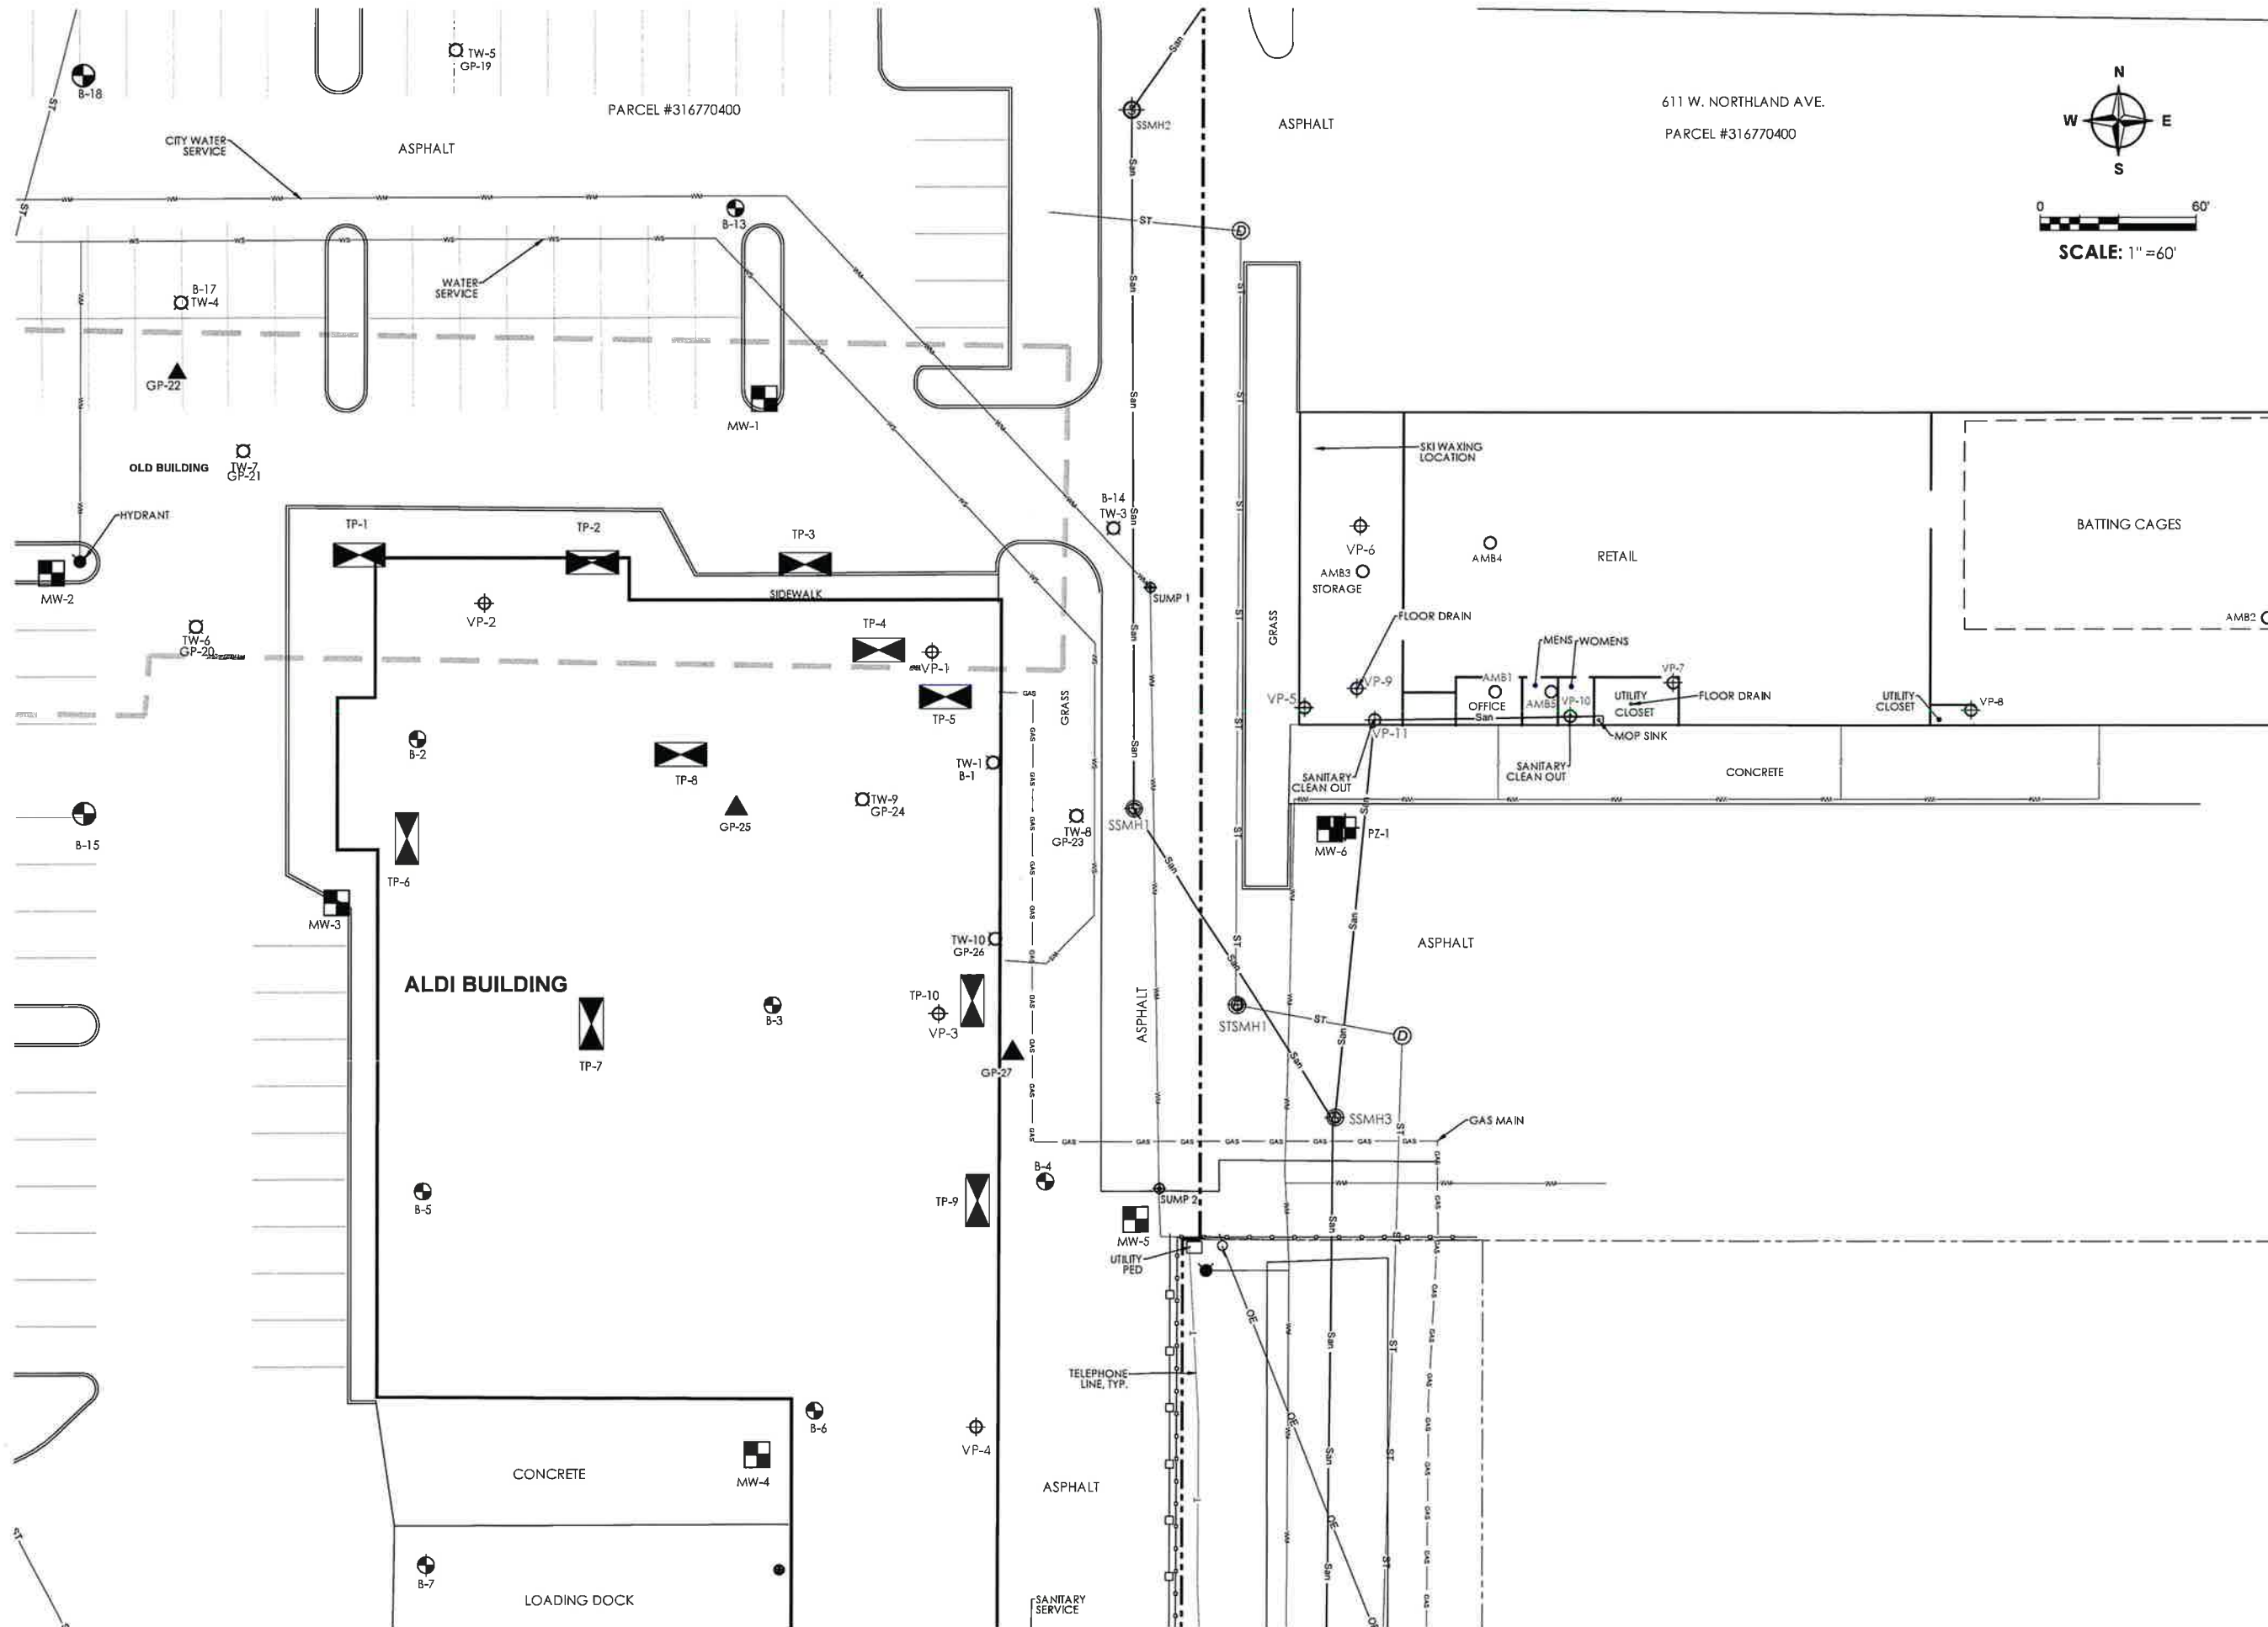 TW-5
GP-19
B-18
PARCEL #316770400
CITY WATER
SERVICE
ASPHALT
ST
San
SSMH2
ASPHALT
611 W. NORTHLAND AVE.
PARCEL #316770400
N
W
E
S
0
60'
SCALE: 1" =60'
B-13
ST
WATER
SERVICE
B-17
TW-4
GP-22
MW-1
OLD BUILDING
TW-7
GP-21
HYDRANT
MW-2
TP-1
TP-2
TP-3
SIDEWALK
B-14
TW-3
SUMP 1
SKI WAXING
LOCATION
VP-6
AMB3
STORAGE
AMB4
RETAIL
BATTING CAGES
AMB2
GRASS
FLOOR DRAIN
MENS
WOMENS
TW-6
GP-20
VP-2
TP-4
VP-1
TP-5
GAS
GRASS
VP-5
VP-9
VP-11
AMB1
OFFICE
AMB5
VP-10
UTILITY
CLOSET
VP-7
FLOOR DRAIN
San
MOP SINK
UTILITY
CLOSET
VP-8
SANITARY
CLEAN OUT
SANITARY
CLEAN OUT
CONCRETE
B-2
TP-8
TW-1
B-1
GP-25
TW-9
GP-24
TW-8
GP-23
SSMH1
B-15
TP-6
MW-3
MW-6
PZ-1
ASPHALT
ALDI BUILDING
TW-10
GP-26
TP-10
VP-3
B-3
TP-7
GP-27
ASPHALT
STSMH1
ST
D
D
SSMH3
GAS MAIN
B-4
TP-9
B-5
SUMP 2
MW-5
UTILITY
PED
TELEPHONE
LINE, TYP.
OE
B-6
VP-4
MW-4
CONCRETE
ASPHALT
B-7
LOADING DOCK
SANITARY
SERVICE